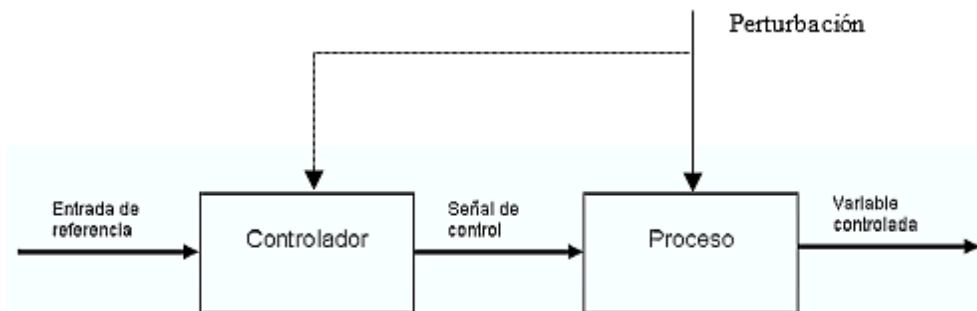 Perturbación
Entrada de
referencia
Controlador
Señal de
control
Proceso
Variable
controlada